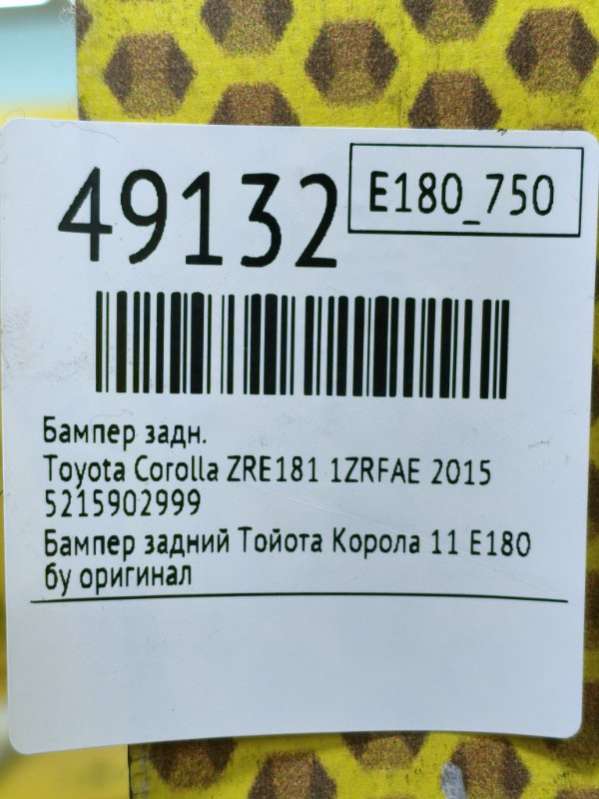 49132
E180_750
Бампер задн.
Toyota Corolla ZRE181 1ZRFAE 2015
5215902999
Бампер задний Тойота Корола 11 E180
бу оригинал